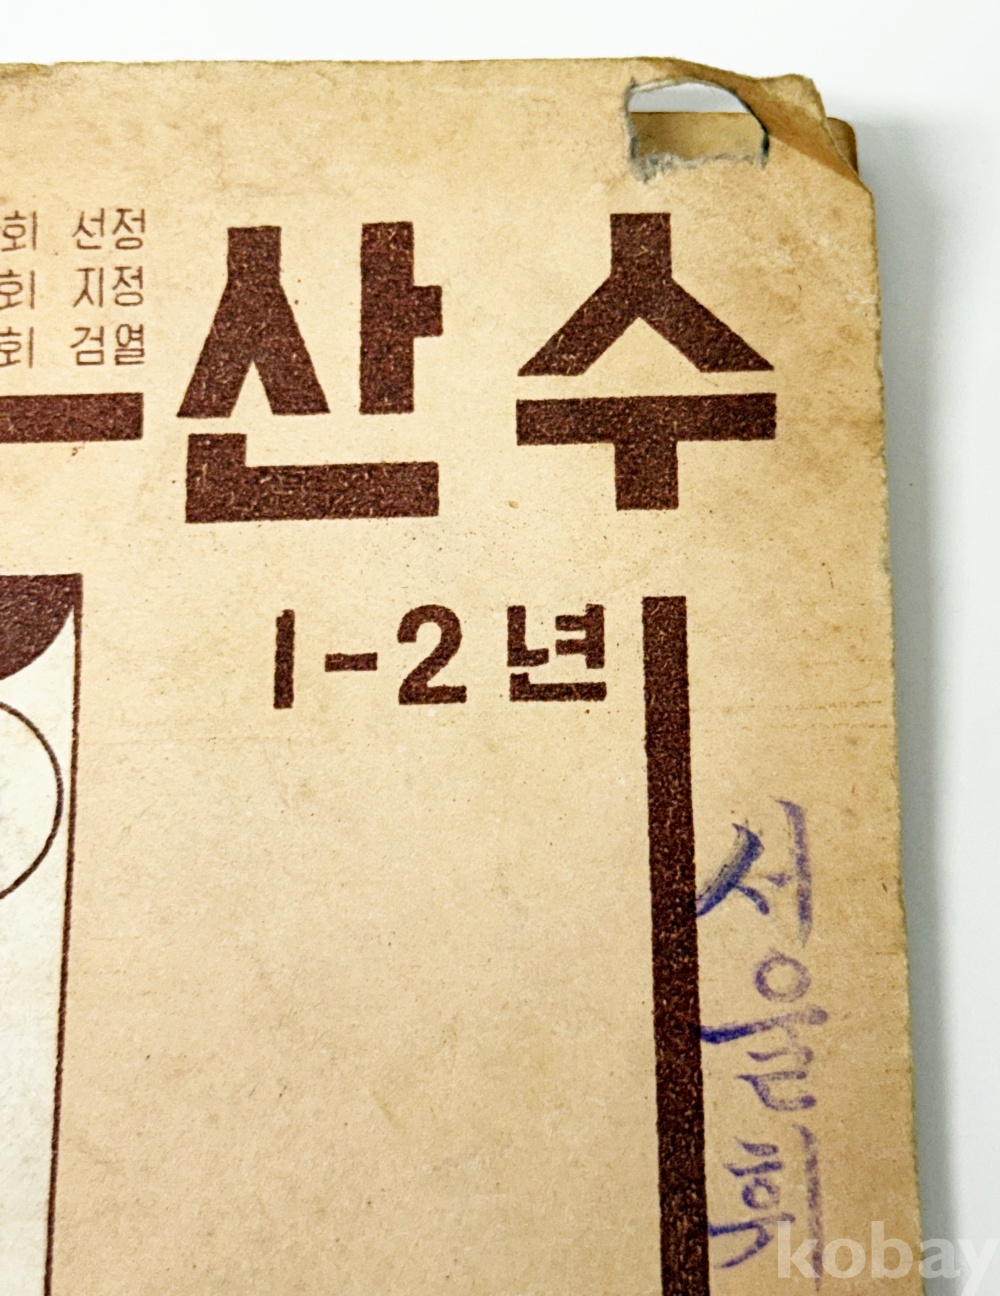 회 선정
회 지정
회 검열
산수
1-2년
kobay